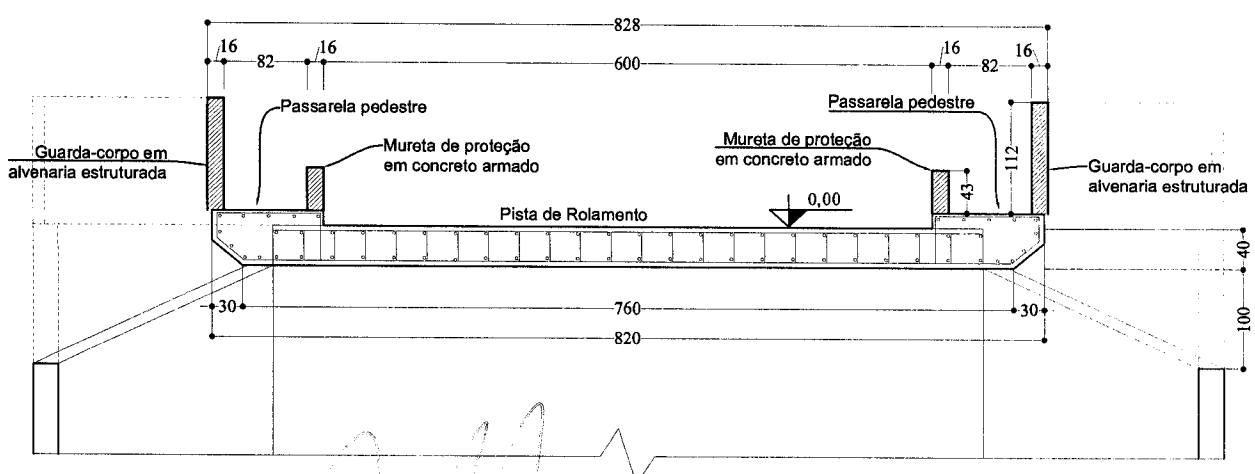 828
16
82
16
600
16
82
16
Passarela pedestre
Passarela pedestre
Guarda-corpo em
alvenaria estruturada
Mureta de proteção
em concreto armado
Mureta de proteção
em concreto armado
Guarda-corpo em
alvenaria estruturada
112
43
Pista de Rolamento
0,00
40
30
760
30
820
100